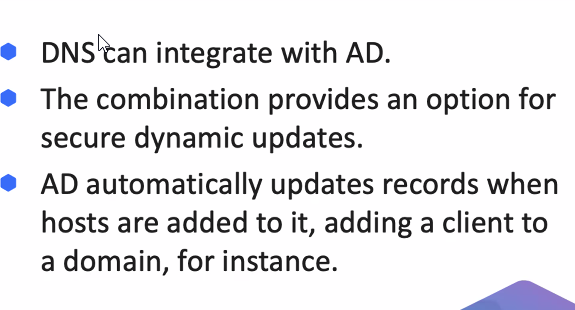 DNS can integrate with AD.
The combination provides an option for
secure dynamic updates.
AD automatically updates records when
hosts are added to it, adding a client to
a domain, for instance.